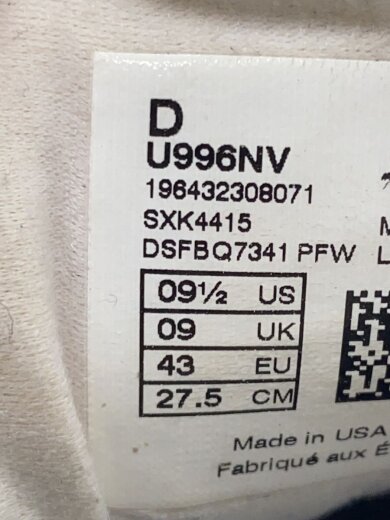 D
U996NV
196432308071
SXK4415
DSFBQ7341 PFW
09½ US
09 UK
43 EU
27.5 CM
Made in USA
Fabriqué aux É